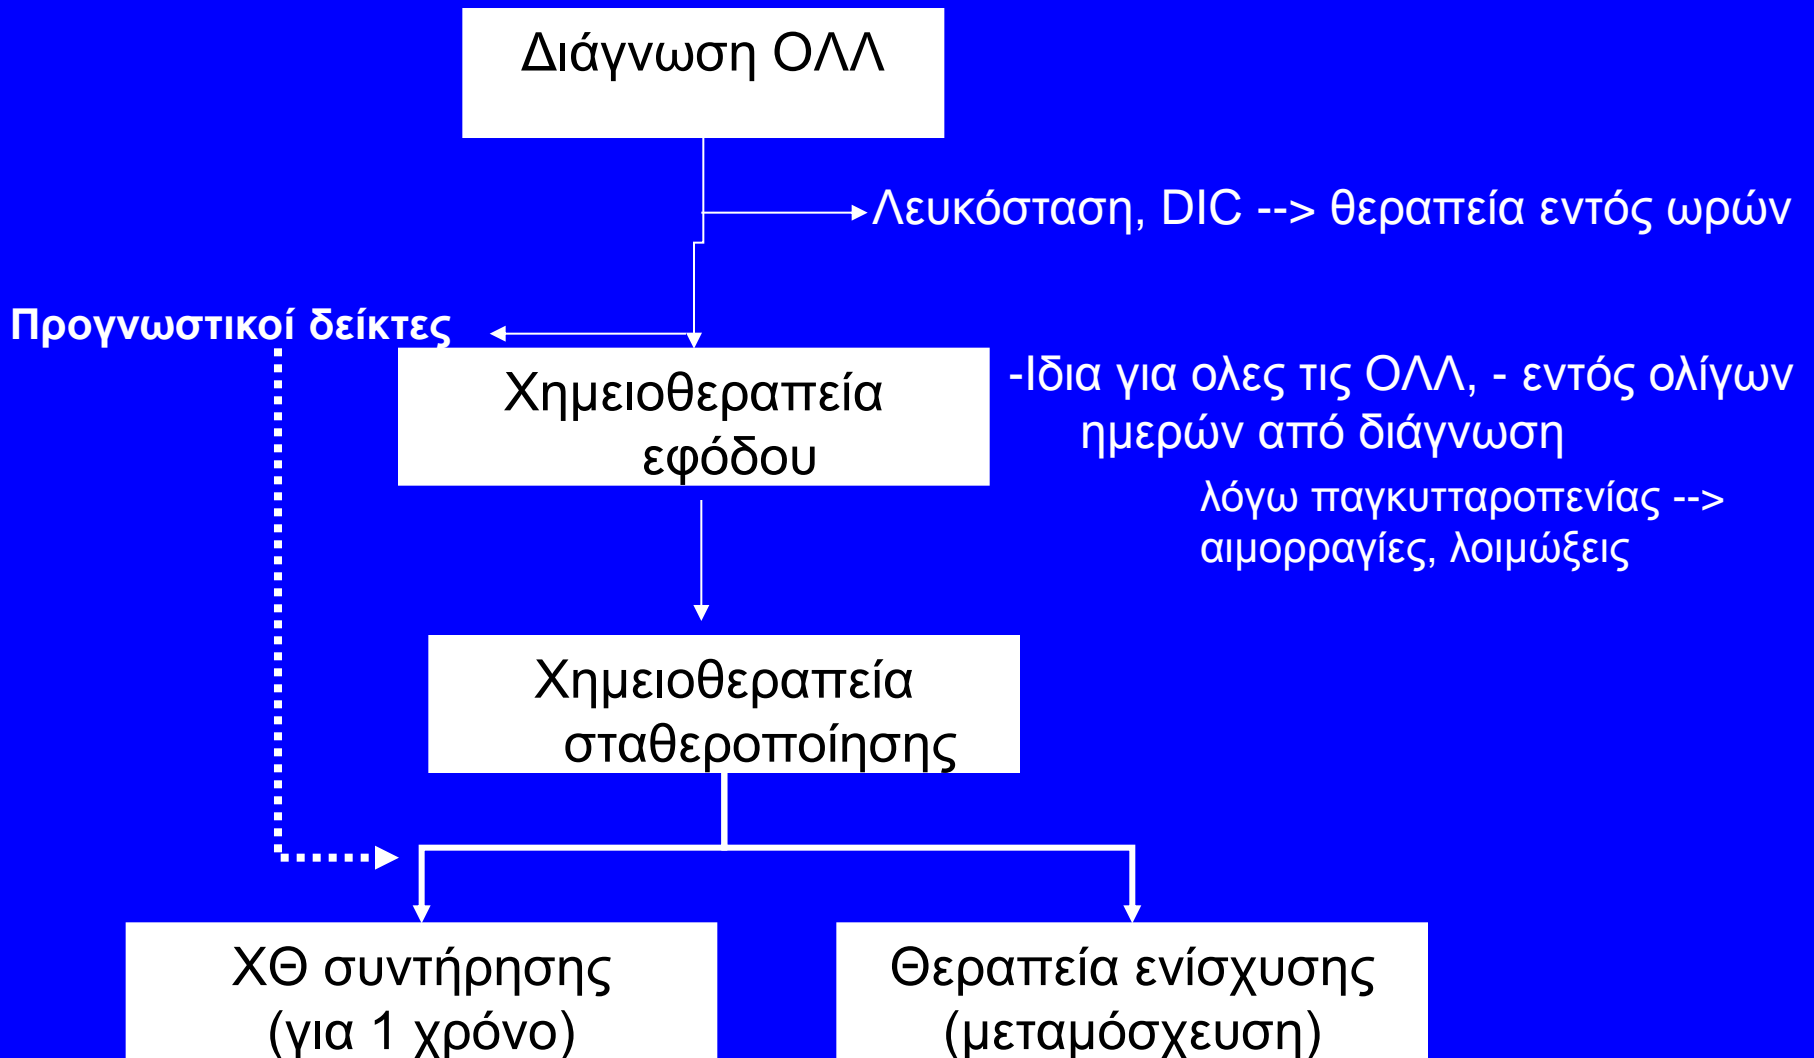 Διάγνωση ΟΛΛ
Λευκόσταση, DIC --> θεραπεία εντός ωρών
Προγνωστικοί δείκτες
Χημειοθεραπεία
εφόδου
-Ιδια για ολες τις ΟΛΛ, - εντός ολίγων
ημερών από διάγνωση
λόγω παγκυτταροπενίας -->
αιμορραγίες, λοιμώξεις
Χημειοθεραπεία
σταθεροποίησης
ΧΘ συντήρησης
(για 1 χρόνο)
Θεραπεία ενίσχυσης
(μεταμόσχευση)